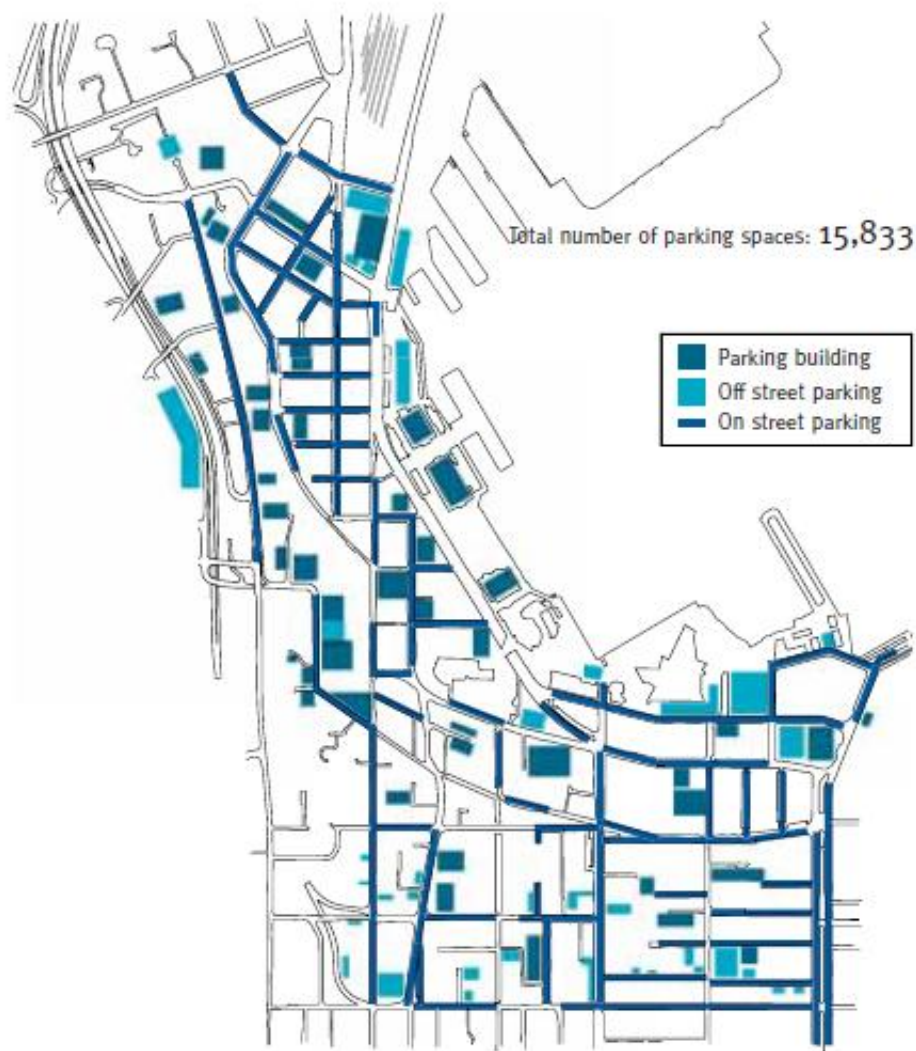 Total number of parking spaces: 15,833
Parking building
Off street parking
On street parking